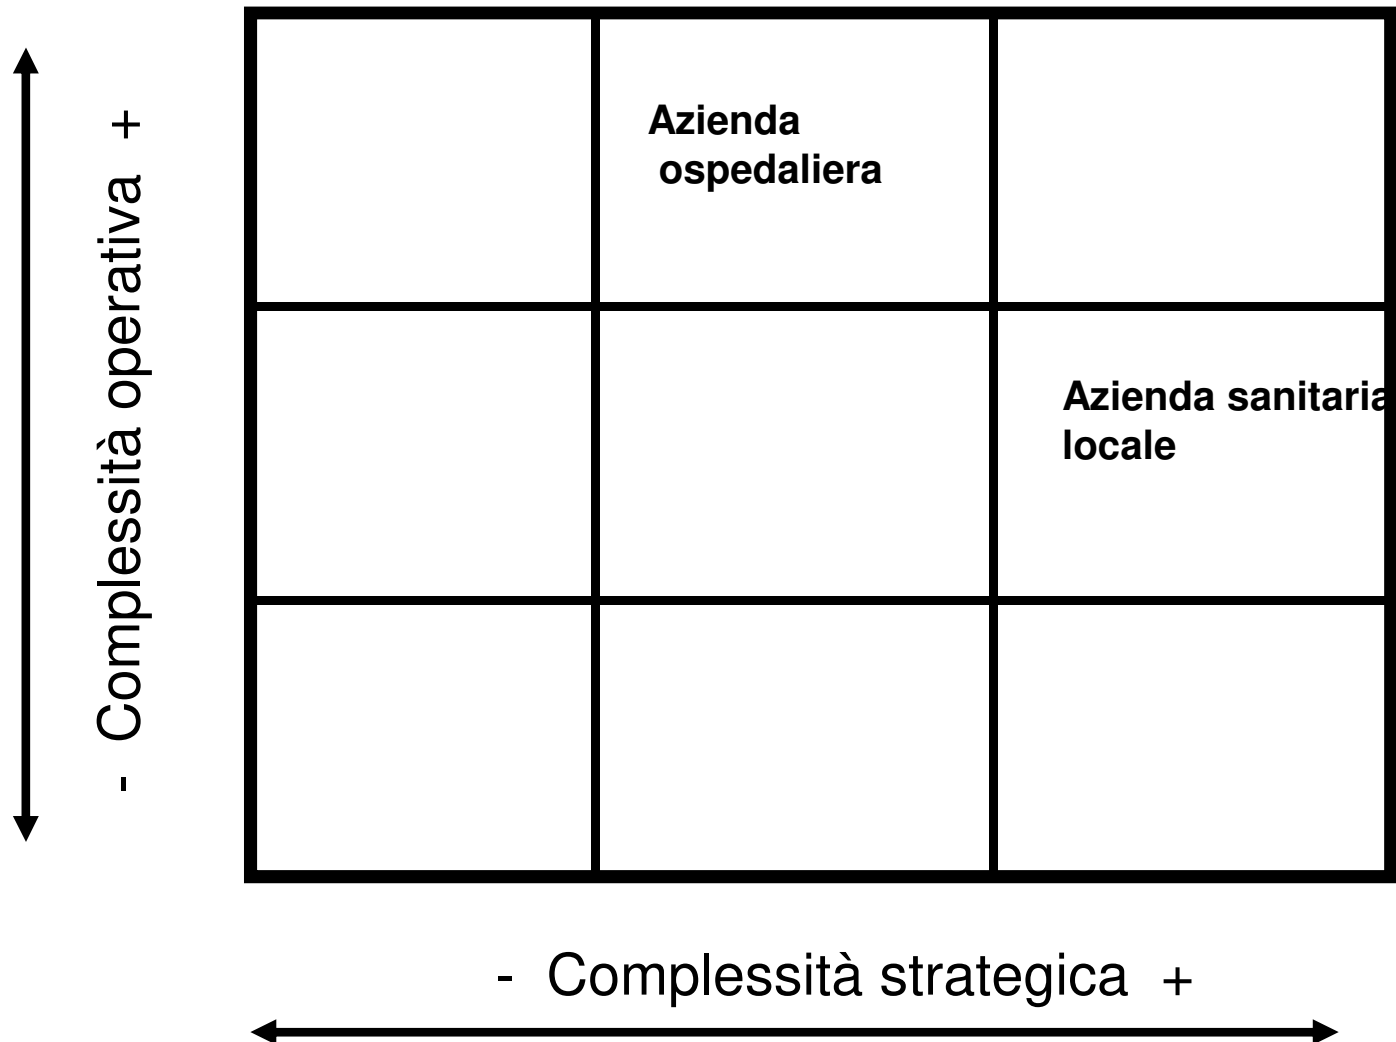 Azienda
ospedaliera
Azienda sanitaria
locale
- Complessità operativa +
- Complessità strategica +